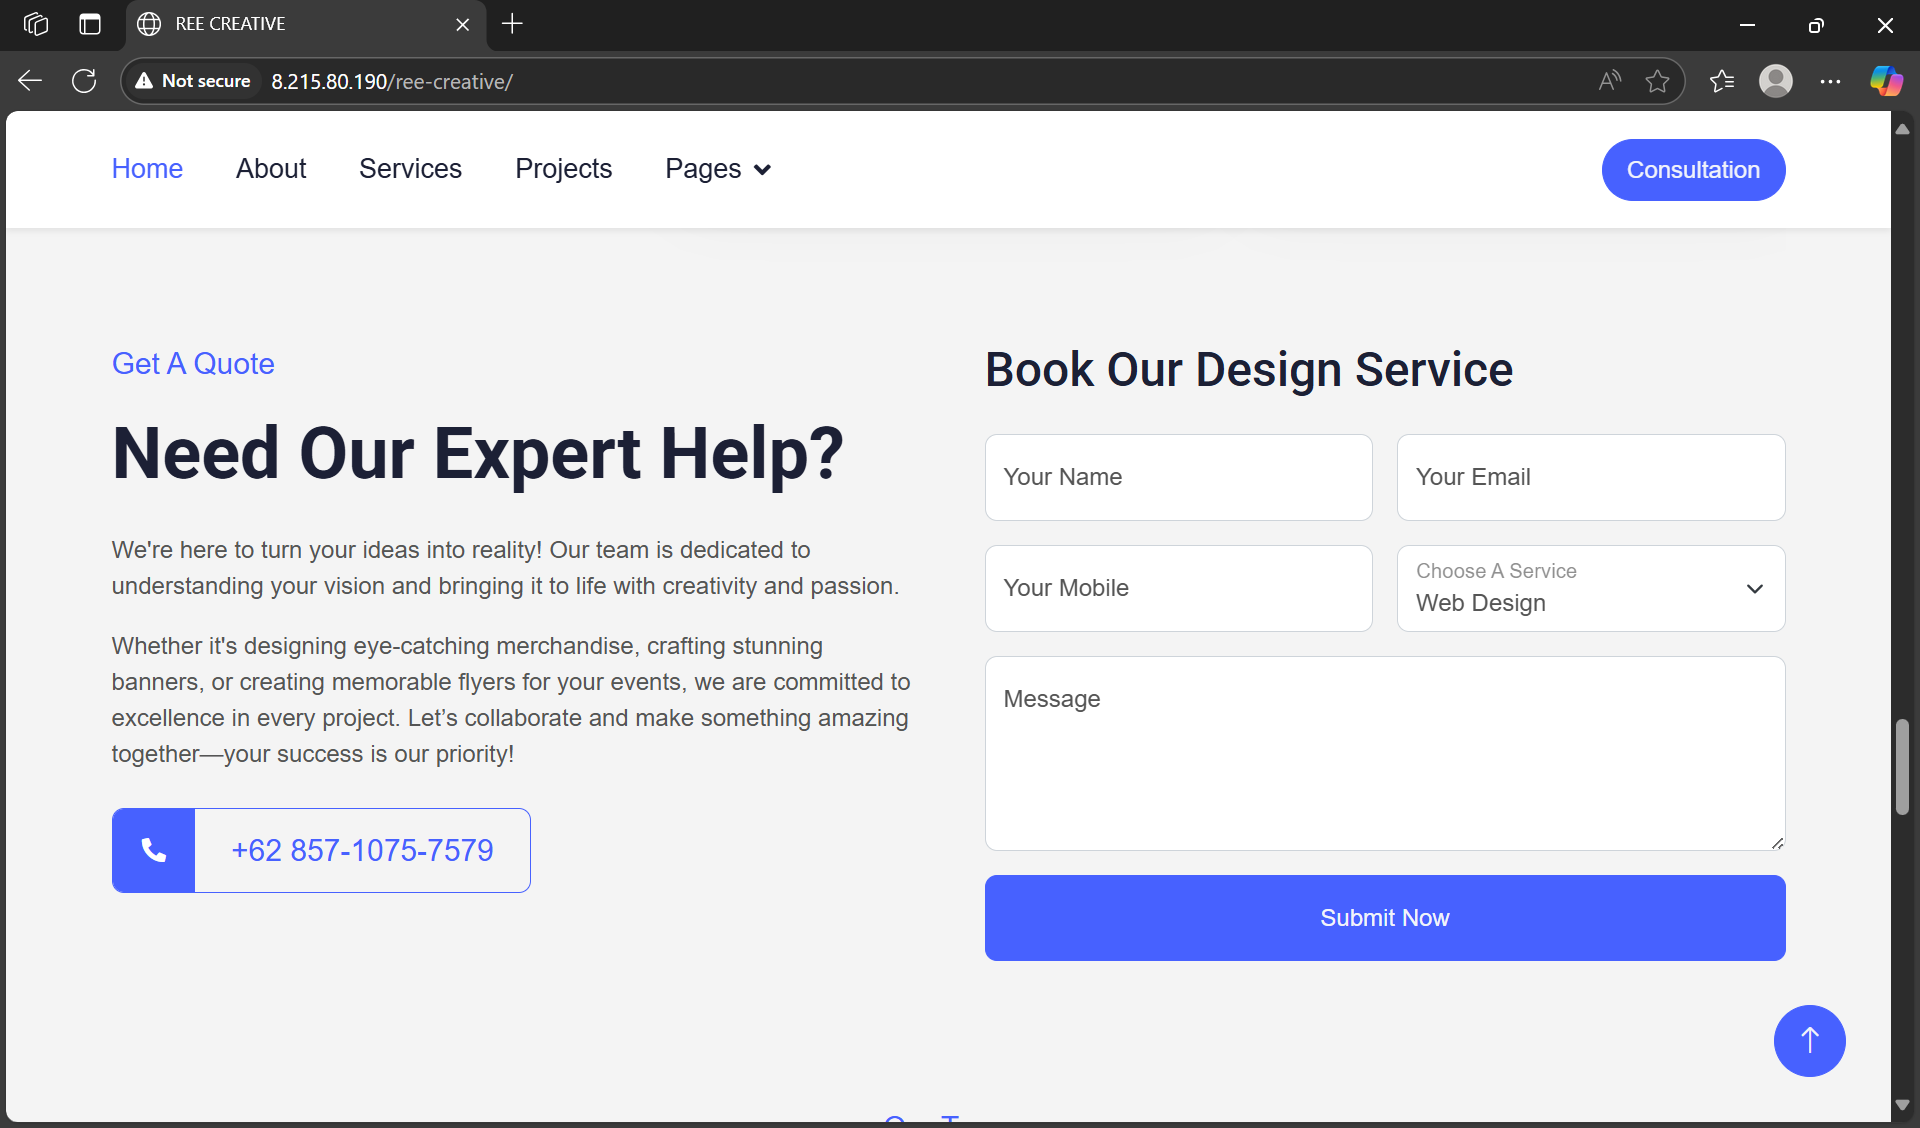 REE CREATIVE
Not secure 8.215.80.190/ree-creative/
Home About Services Projects Pages
Consultation
Get A Quote
Need Our Expert Help?
We're here to turn your ideas into reality! Our team is dedicated to
understanding your vision and bringing it to life with creativity and passion.
Whether it's designing eye-catching merchandise, crafting stunning
banners, or creating memorable flyers for your events, we are committed to
excellence in every project. Let’s collaborate and make something amazing
together—your success is our priority!
+62 857-1075-7579
Book Our Design Service
Your Name
Your Email
Your Mobile
Choose A Service
Web Design
Message
Submit Now